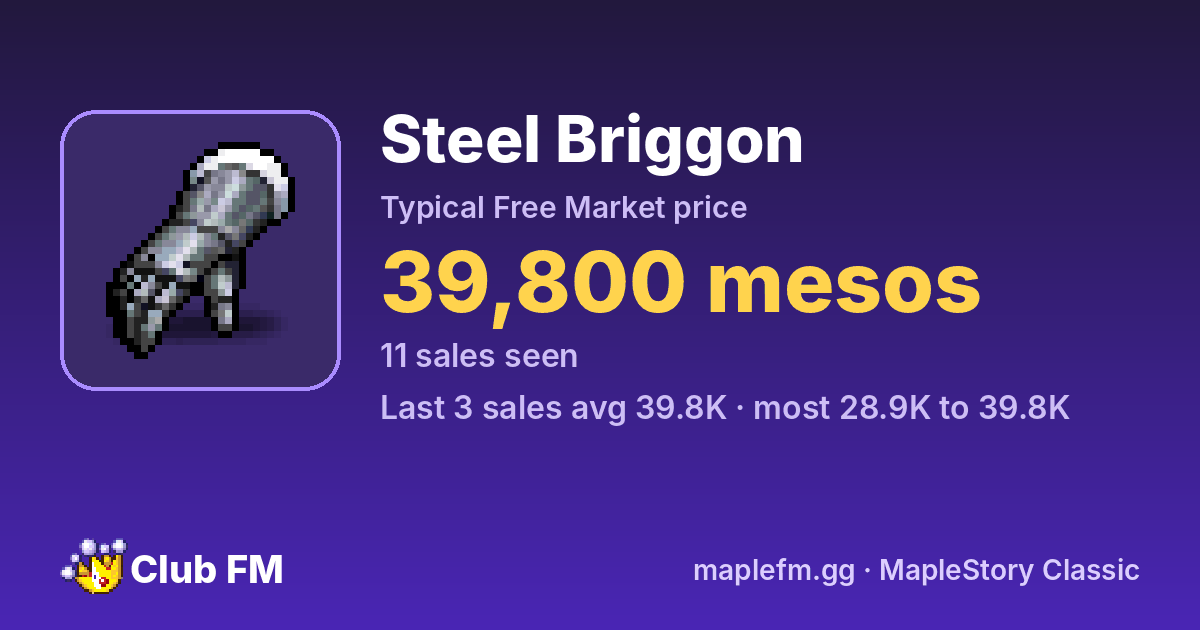 Steel Briggon
Typical Free Market price
39,800 mesos
11 sales seen
Last 3 sales avg 39.8K · most 28.9K to 39.8K
Club FM
maplefm.gg · MapleStory Classic